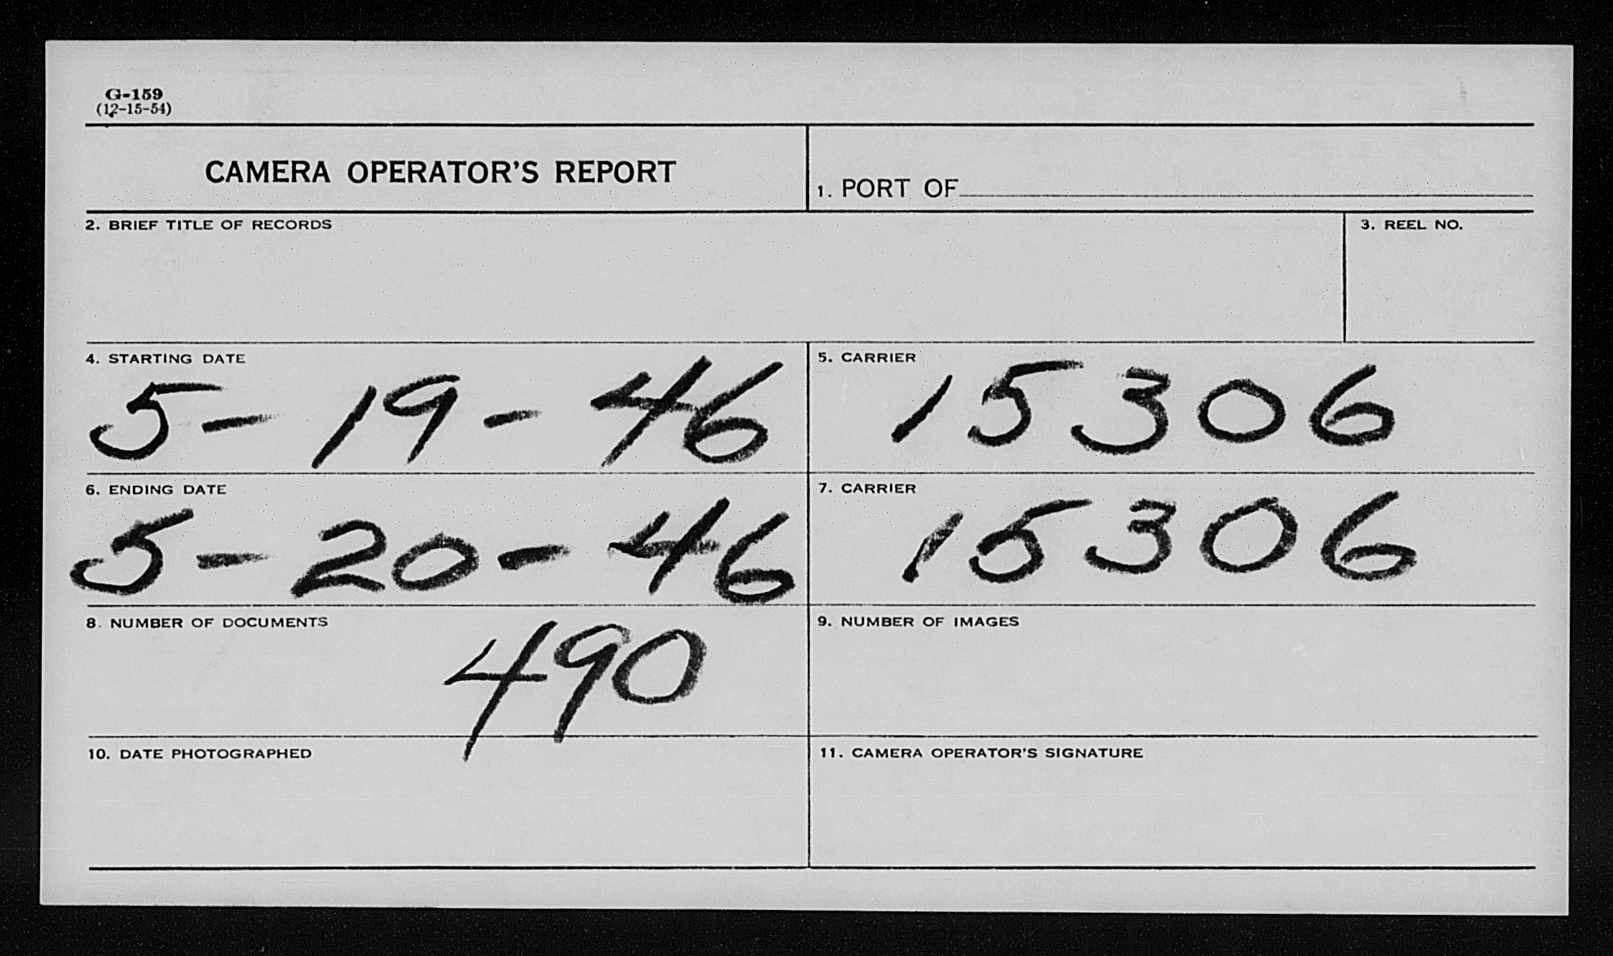 G-159
(12-15-54)
CAMERA OPERATOR'S REPORT
1. PORT OF
2. BRIEF TITLE OF RECORDS
3. REEL NO.
4. STARTING DATE
5-19-46
5. CARRIER
15306
6. ENDING DATE
5-20-46
7. CARRIER
15306
8. NUMBER OF DOCUMENTS
490
9. NUMBER OF IMAGES
10. DATE PHOTOGRAPHED
11. CAMERA OPERATOR'S SIGNATURE